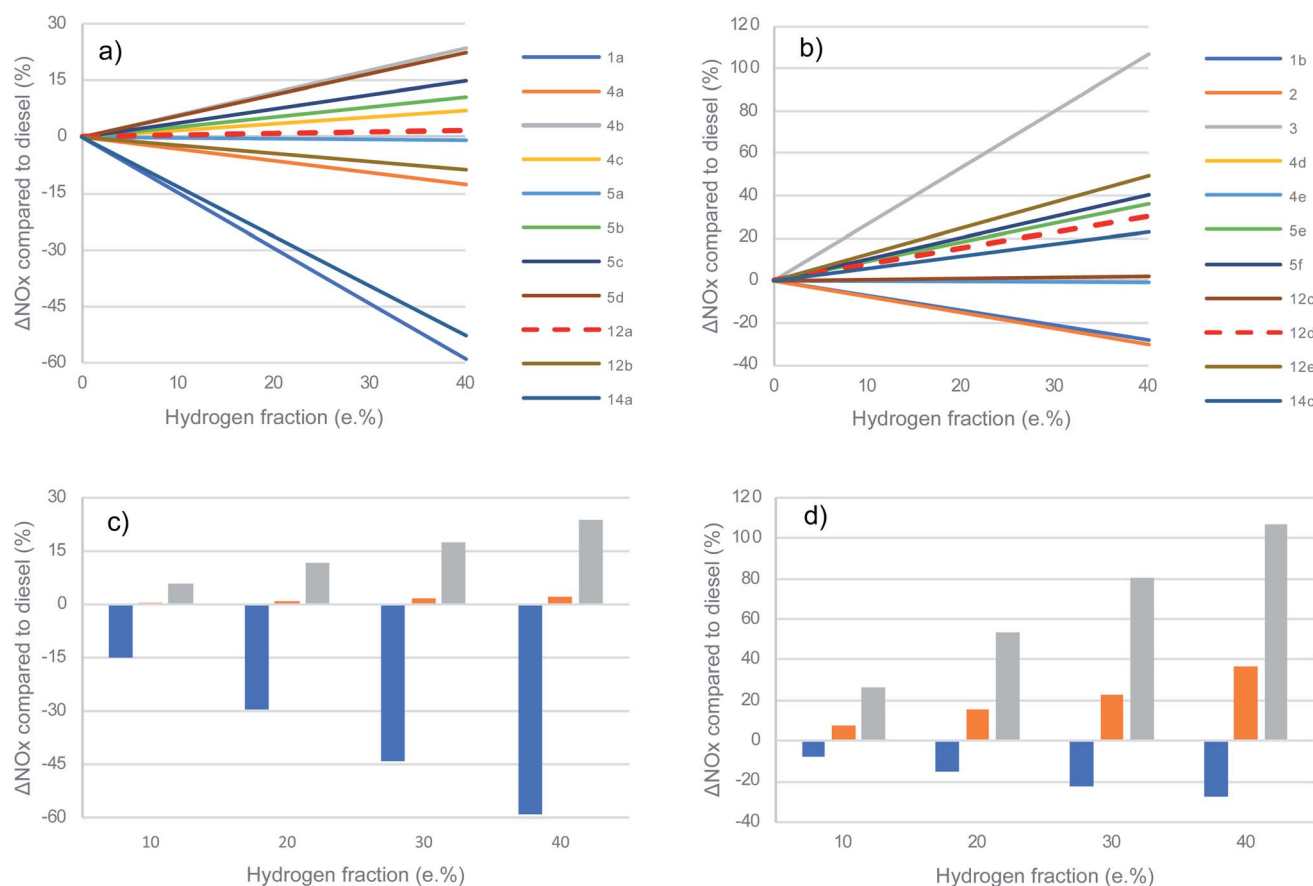 a)
ΔNOx compared to diesel (%)
30
15
0
-15
-30
-45
-60
0 10 20 30 40
Hydrogen fraction (e.%)
1a
4a
4b
4c
5a
5b
5c
5d
12a
12b
14a
b)
ΔNOx compared to diesel (%)
120
100
80
60
40
20
0
-20
-40
0 10 20 30 40
Hydrogen fraction (e.%)
1b
2
3
4d
4e
5e
5f
12c
12d
12e
14c
c)
ΔNOx compared to diesel (%)
30
15
0
-15
-30
-45
-60
10 20 30 40
Hydrogen fraction (e.%)
d)
ΔNOx compared to diesel (%)
120
100
80
60
40
20
0
-20
-40
10 20 30 40
Hydrogen fraction (e.%)